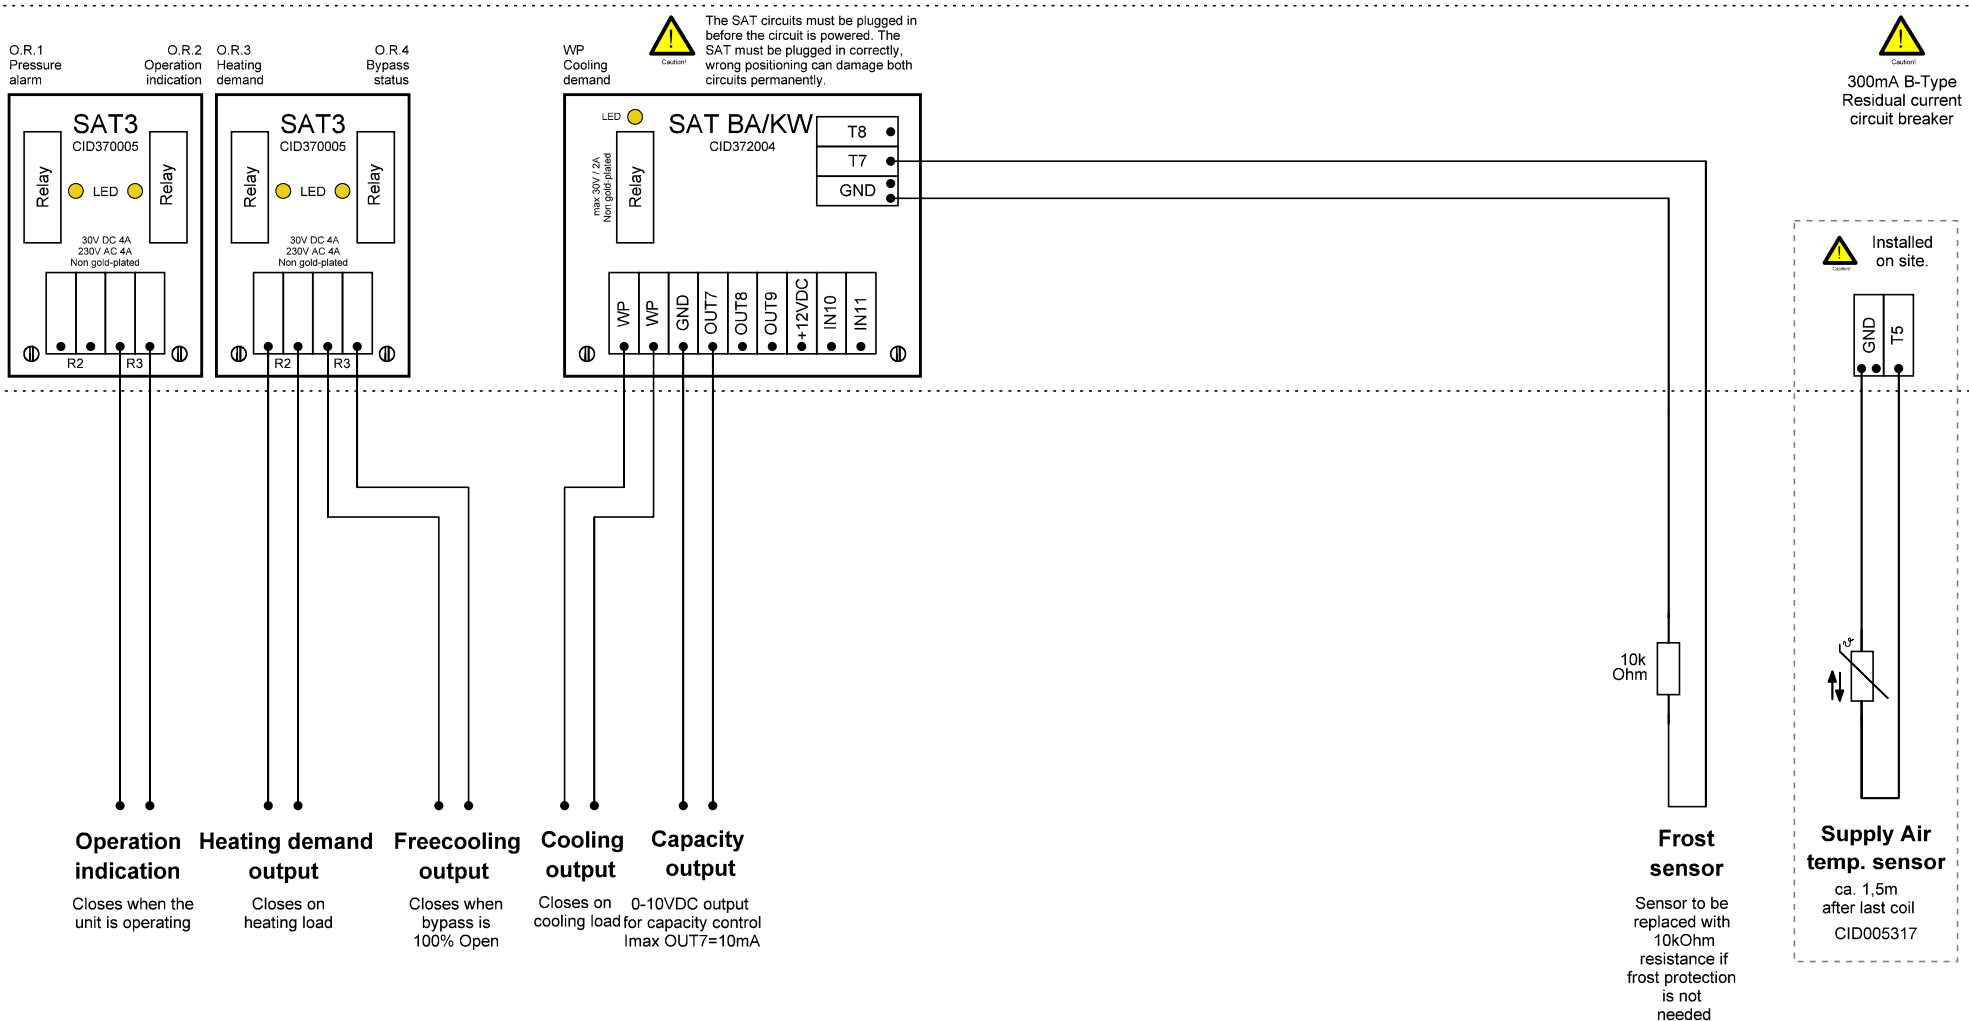 O.R.1
Pressure
alarm
O.R.2
Operation
indication
O.R.3
Heating
demand
O.R.4
Bypass
status
WP
Cooling
demand
Caution!
The SAT circuits must be plugged in
before the circuit is powered. The
SAT must be plugged in correctly,
wrong positioning can damage both
circuits permanently.
Caution!
300mA B-Type
Residual current
circuit breaker
SAT3
CID370005
Relay
LED
Relay
30V DC 4A
230V AC 4A
Non gold-plated
R2
R3
SAT3
CID370005
Relay
LED
Relay
30V DC 4A
230V AC 4A
Non gold-plated
R2
R3
LED
SAT BA/KW
CID372004
max 30V / 2A
Non gold-plated
Relay
T8
T7
GND
WP
WP
GND
OUT7
OUT8
OUT9
+12VDC
IN10
IN11
Caution!
Installed
on site.
GND
T5
10k
Ohm
Operation
indication
Closes when the
unit is operating
Heating demand
output
Closes on
heating load
Freecooling
output
Closes when
bypass is
100% Open
Cooling
output
Closes on
cooling load
Capacity
output
0-10VDC output
for capacity control
Imax OUT7=10mA
Frost
sensor
Sensor to be
replaced with
10kOhm
resistance if
frost protection
is not
needed
ϑ
Supply Air
temp. sensor
ca. 1,5m
after last coil
CID005317